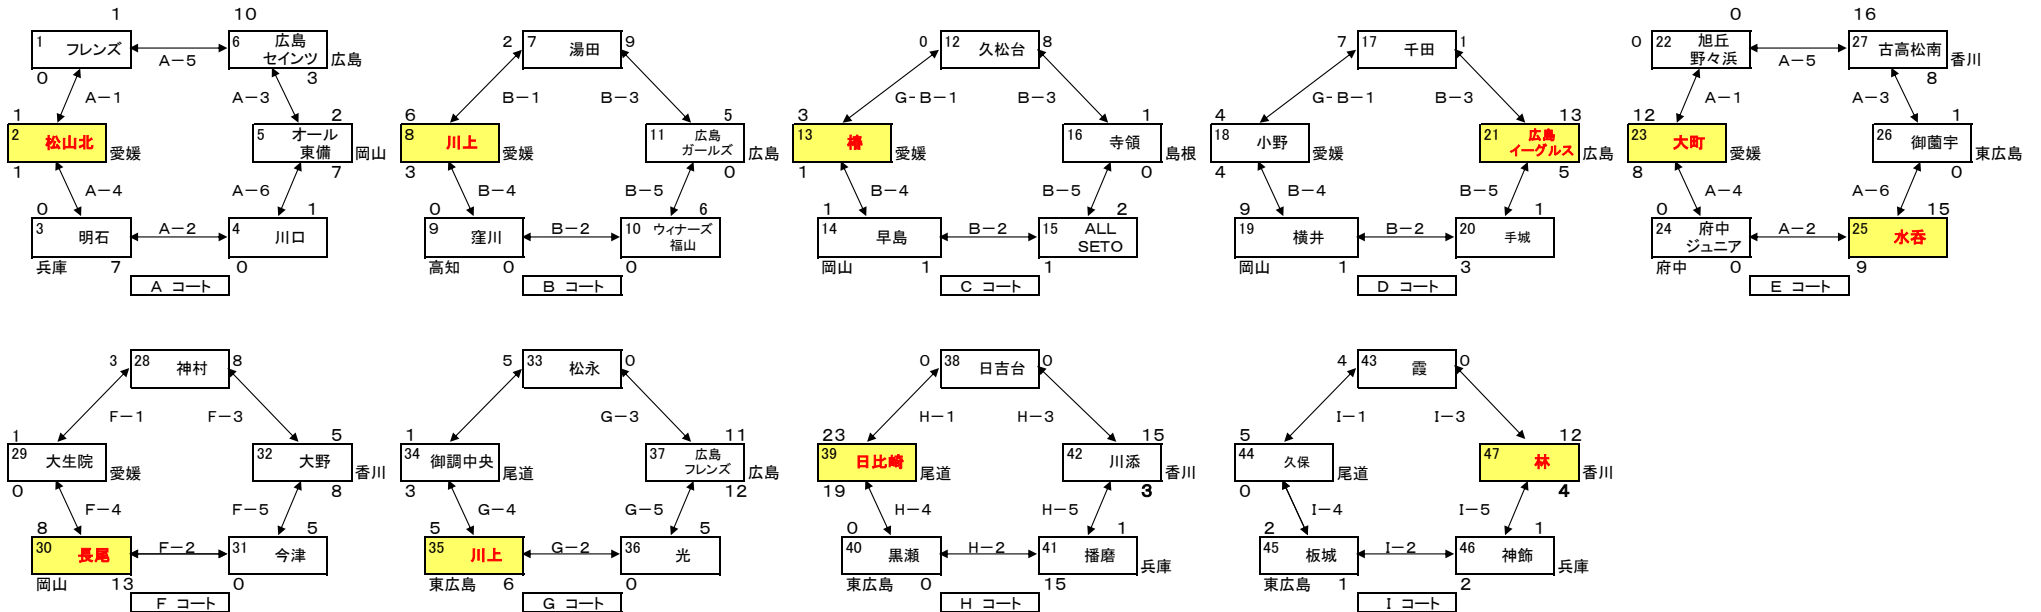 1 10 2 9 0 8 7 1 0 16
1 フレンズ 6 広島 セインツ 広島
A-5
0 3
A-1 A-3
1 2
2 松山北 愛媛 5 オール 東備 岡山
1 7
A-4 A-6
0 1
3 明石 A-2 4 川口
兵庫 7 0
A コート
7 湯田
B-1 B-3
6 5
8 川上 愛媛 11 広島 ガールズ 広島
3 0
B-4 B-5
0 6
9 窪川 B-2 10 ウィナーズ 福山
高知 0 0
B コート
12 久松台
G-B-1 B-3
3 1
13 椿 愛媛 16 寺領 島根
1 0
B-4 B-5
1 2
14 早島 B-2 15 ALL SETO
岡山 1 1
C コート
17 千田
G-B-1 B-3
4 13
18 小野 愛媛 21 広島 イーグルス 広島
4 5
B-4 B-5
9 1
19 横井 B-2 20 手城
岡山 1 3
D コート
0 22 旭丘 野々浜 A-5 27 古高松南 香川
8
A-1 A-3
12 1
23 大町 愛媛 26 御薗宇 東広島
8 0
A-4 A-6
0 15
24 府中 ジュニア A-2 25 水呑
府中 0 9
E コート
3 28 神村 8
F-1 F-3
1 5
29 大生院 愛媛 32 大野 香川
0 8
F-4 F-5
8 5
30 長尾 F-2 31 今津
岡山 13 0
F コート
5 33 松永 0
G-3
1 11
34 御調中央 尾道 37 広島 フレンズ 広島
3 12
G-4 G-5
5 5
35 川上 G-2 36 光
東広島 6 0
G コート
0 38 日吉台 0
H-1 H-3
23 15
39 日比崎 尾道 42 川添 香川
19 3
H-4 H-5
0 1
40 黒瀬 H-2 41 播磨 兵庫
東広島 0 15
H コート
4 43 霞 0
I-1 I-3
5 12
44 久保 尾道 47 林 香川
0 4
I-4 I-5
2 1
45 板城 I-2 46 神飾 兵庫
東広島 1 2
I コート